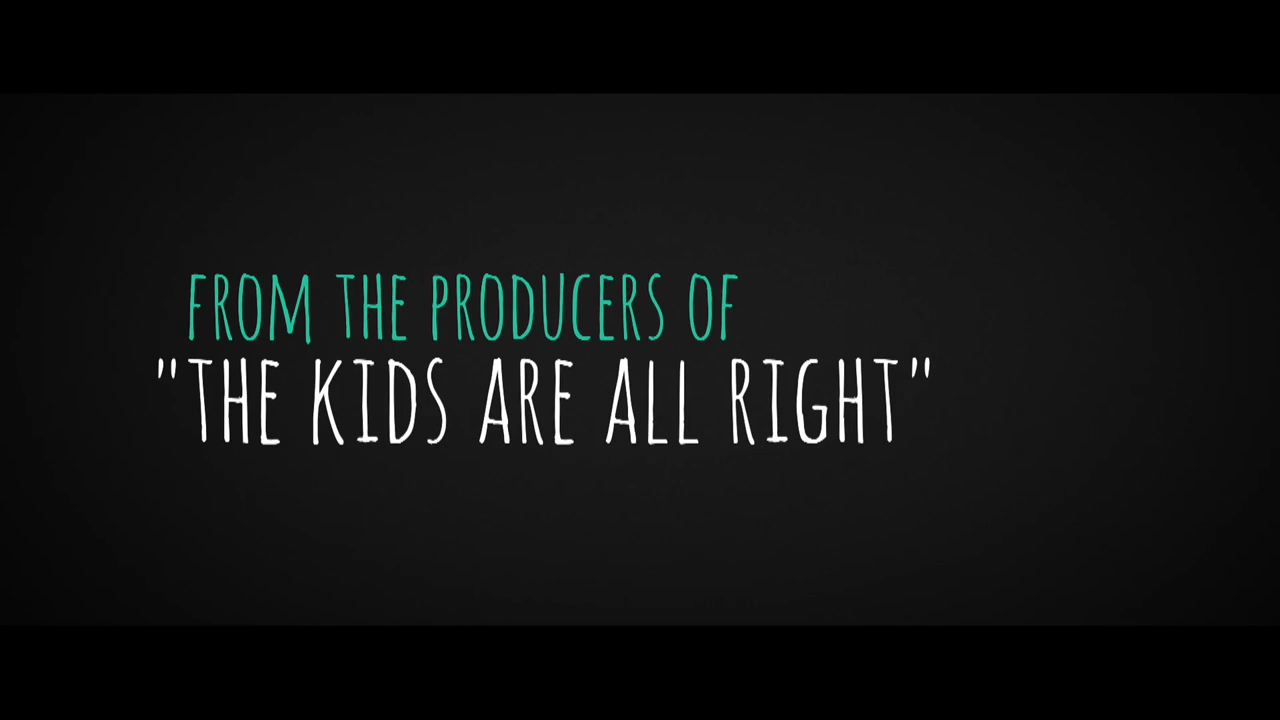 FROM THE PRODUCERS OF
"THE KIDS ARE ALL RIGHT"